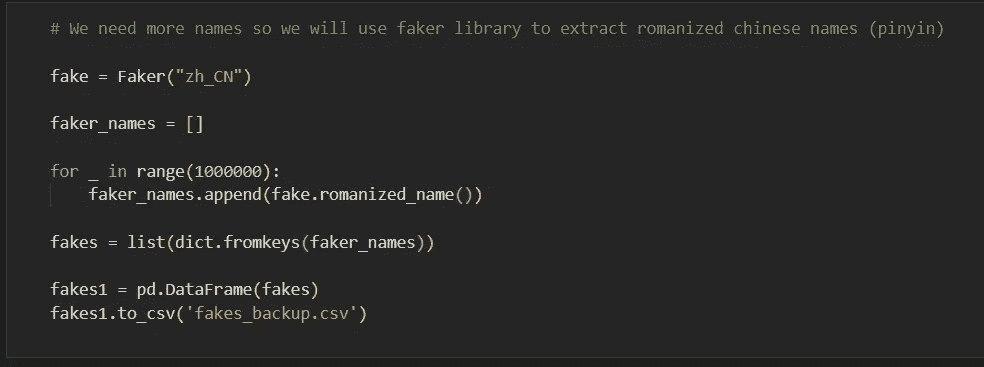 # We need more names so we will use faker library to extract romanized chinese names (pinyin)
fake = Faker("zh_CN")
faker_names = []
for _ in range(1000000):
    faker_names.append(fake.romanized_name())
fakes = list(dict.fromkeys(faker_names))
fakes1 = pd.DataFrame(fakes)
fakes1.to_csv('fakes_backup.csv')